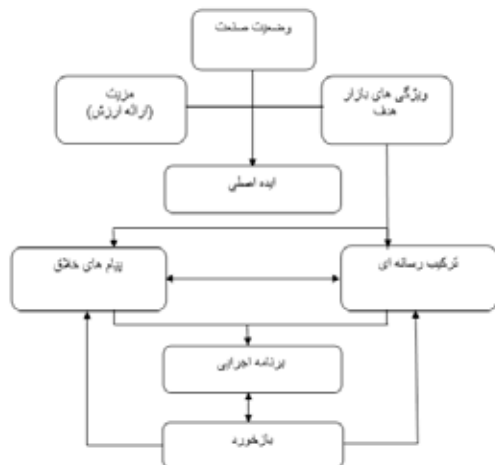 وضعیت صنعت
مزیت
(ارائه ارزش)
ویژگی های بازار
هدف
ایده اصلی
پیام های خلاق
ترکیب رسانه ای
برنامه اجرایی
بازخورد